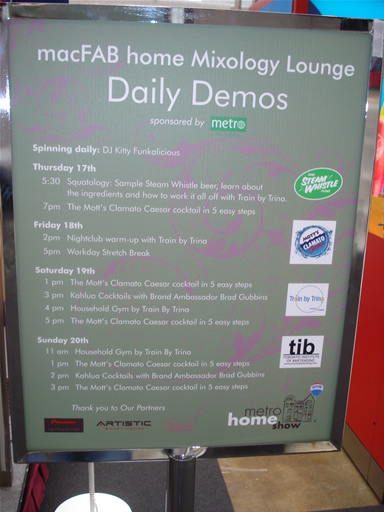 macFAB home Mixology Lounge
Daily Demos
sponsored by metro
Spinning daily: DJ Kitty Funkalicious
Thursday 17th
5:30 Squatology: Sample Steam Whistle beer, learn about
the ingredients and how to work it all off with Train by Trina.
7pm The Mott's Clamato Caesar cocktail in 5 easy steps
STEAM WHISTLE
Friday 18th
2pm Nightclub warm-up with Train by Trina
5pm Workday Stretch Break
MOTT'S CLAMATO
Saturday 19th
1 pm The Mott's Clamato Caesar cocktail in 5 easy steps
3 pm Kahlua Cocktails with Brand Ambassador Brad Gubbins
4 pm Household Gym by Train By Trina
5 pm The Mott's Clamato Caesar cocktail in 5 easy steps
Train by Trina
Sunday 20th
11 am Household Gym by Train By Trina
1 pm The Mott's Clamato Caesar cocktail in 5 easy steps
2 pm Kahlua Cocktails with Brand Ambassador Brad Gubbins
3 pm The Mott's Clamato Caesar cocktail in 5 easy steps
tib
TORONTO INSTITUTE
OF BARTENDING
Thank you to Our Partners
Pioneer
ARTISTIC
metro
home
show